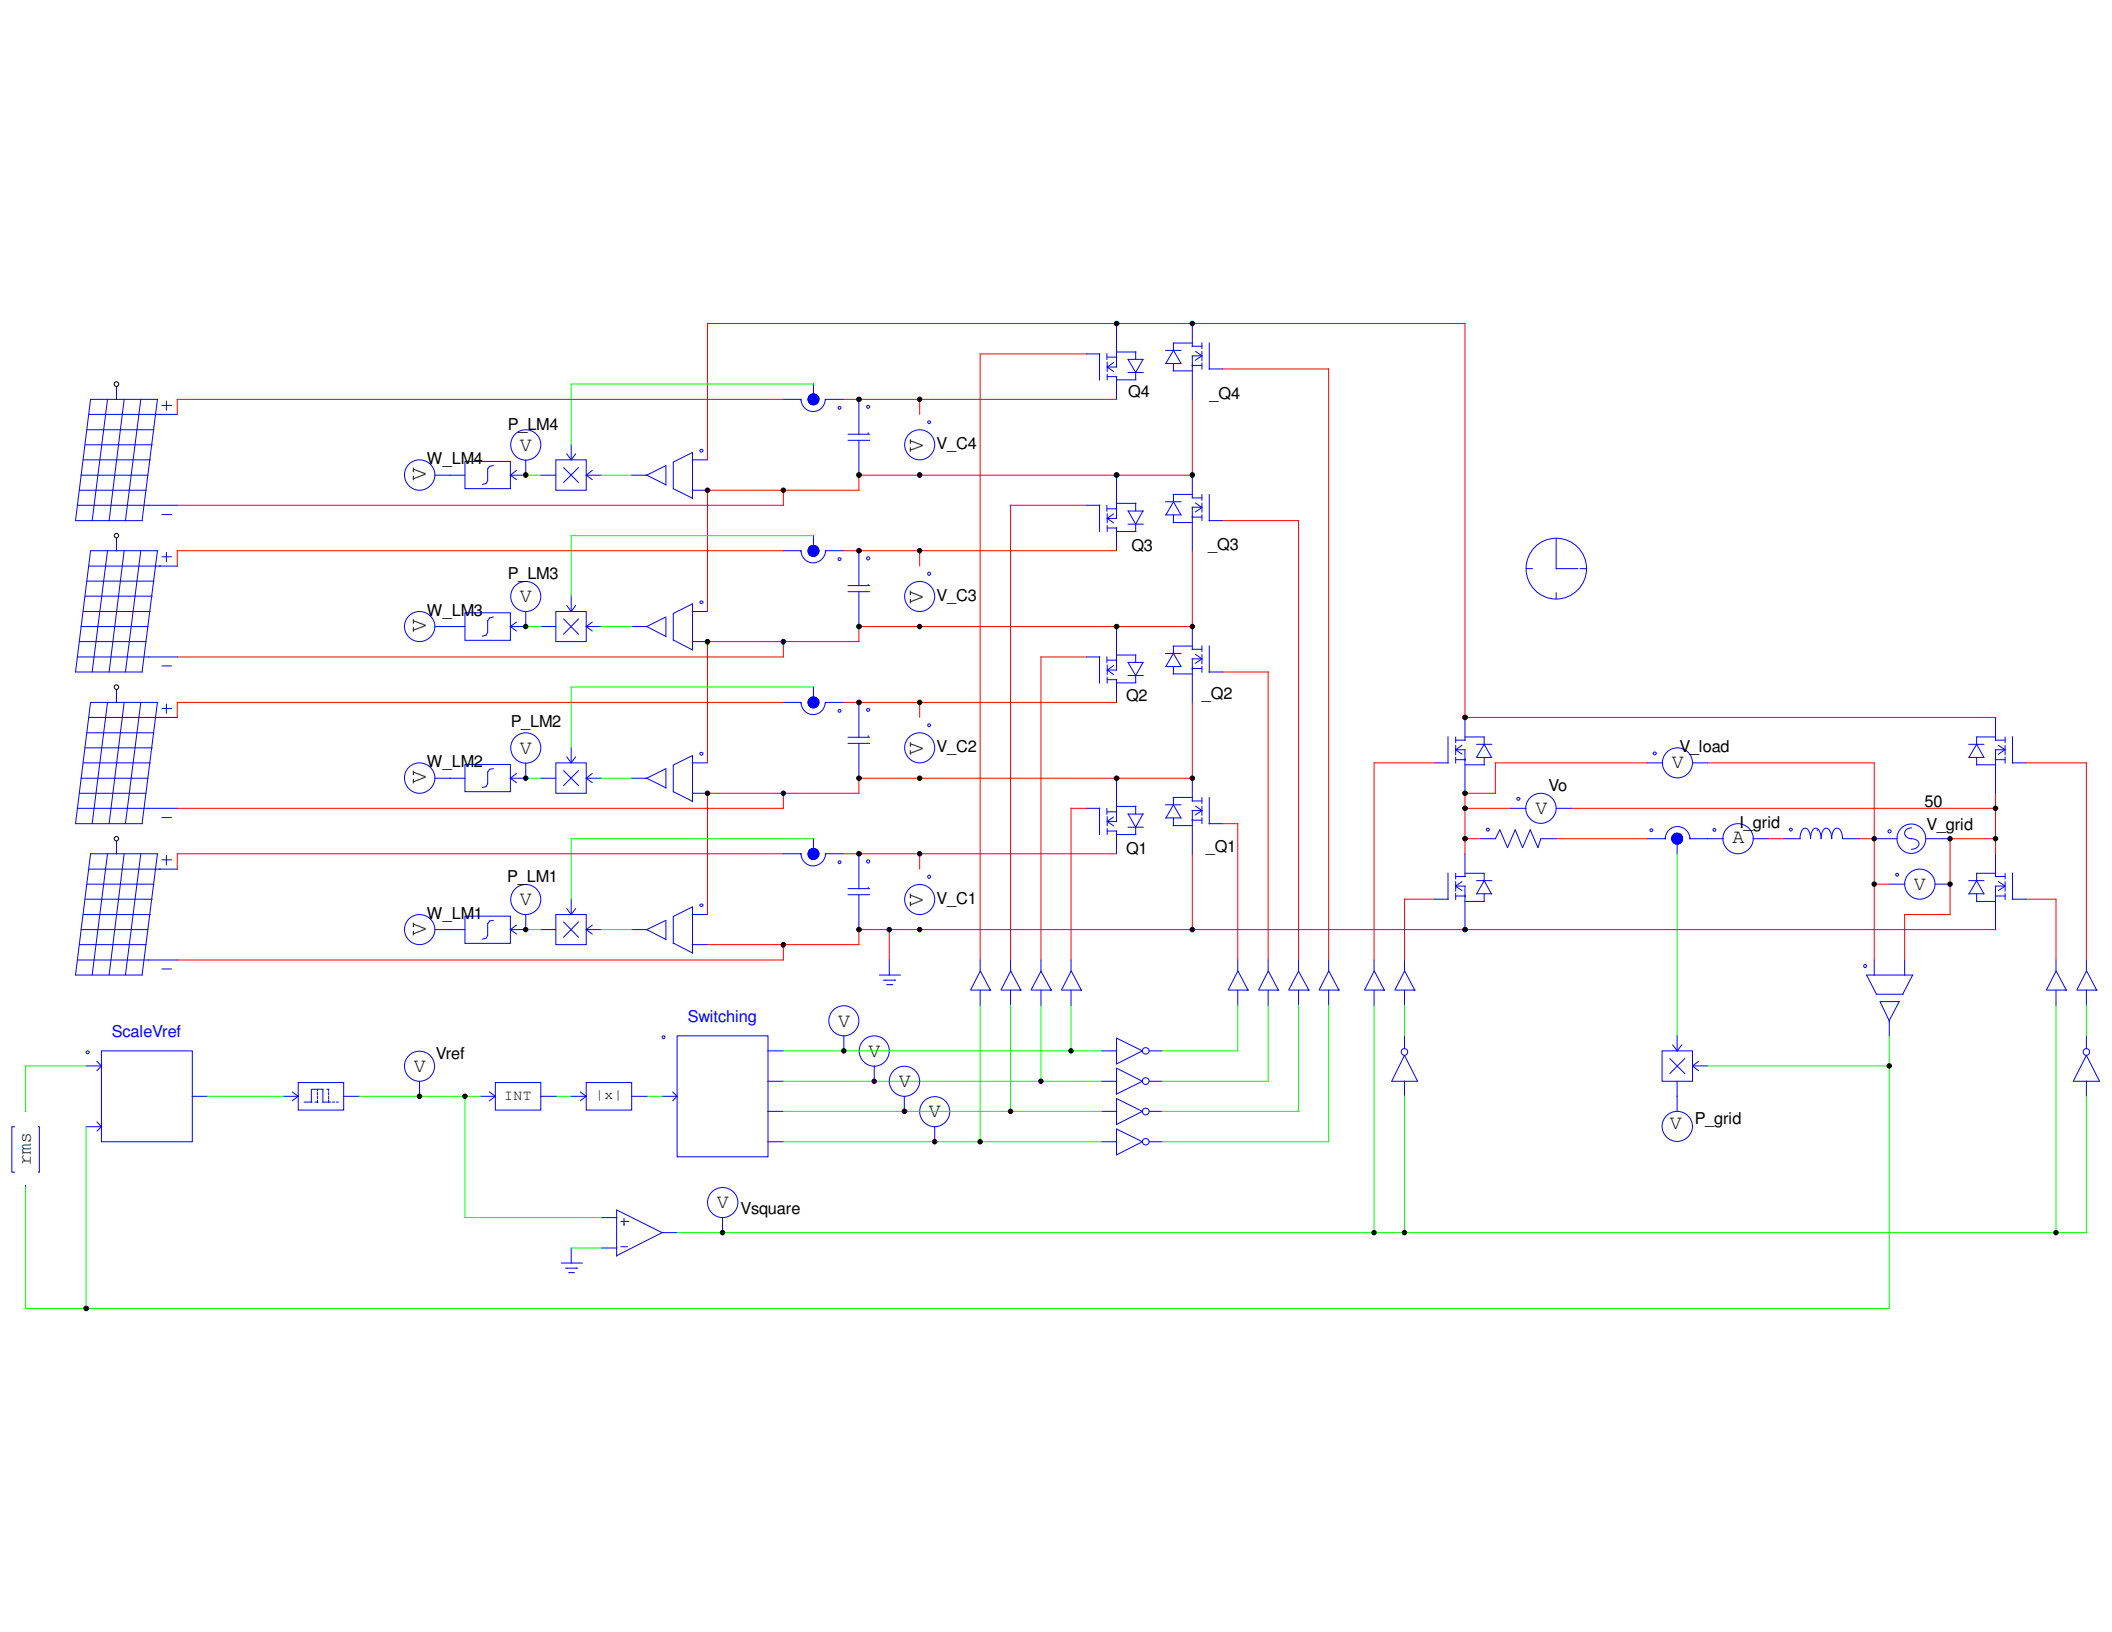 P_LM4
W_LM4
V
V
V
V_C4
Q4
_Q4
P_LM3
W_LM3
V
V
V
V_C3
Q3
_Q3
P_LM2
W_LM2
V
V
V
V_C2
Q2
_Q2
P_LM1
W_LM1
V
V
V
V_C1
Q1
_Q1
V_load
V
Vo
V
50
I_grid
A
V_grid
V
ScaleVref
Switching
rms
Vref
V
INT
|x|
V
V
V
V
P_grid
V
Vsquare
V